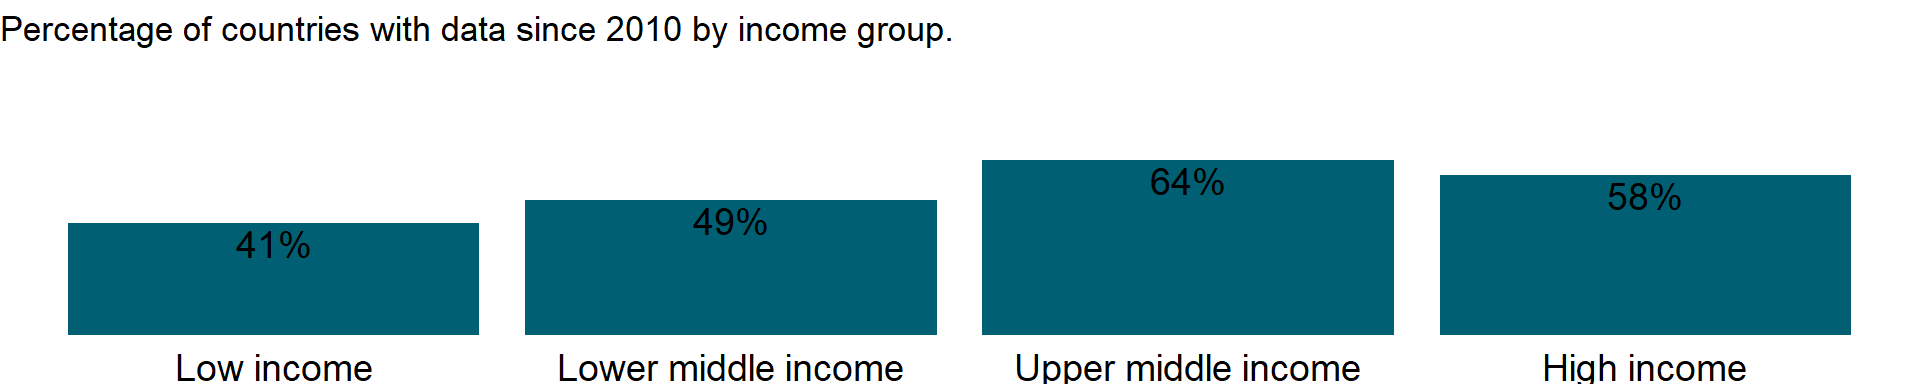 Percentage of countries with data since 2010 by income group.
41%
49%
64%
58%
Low income
Lower middle income
Upper middle income
High income